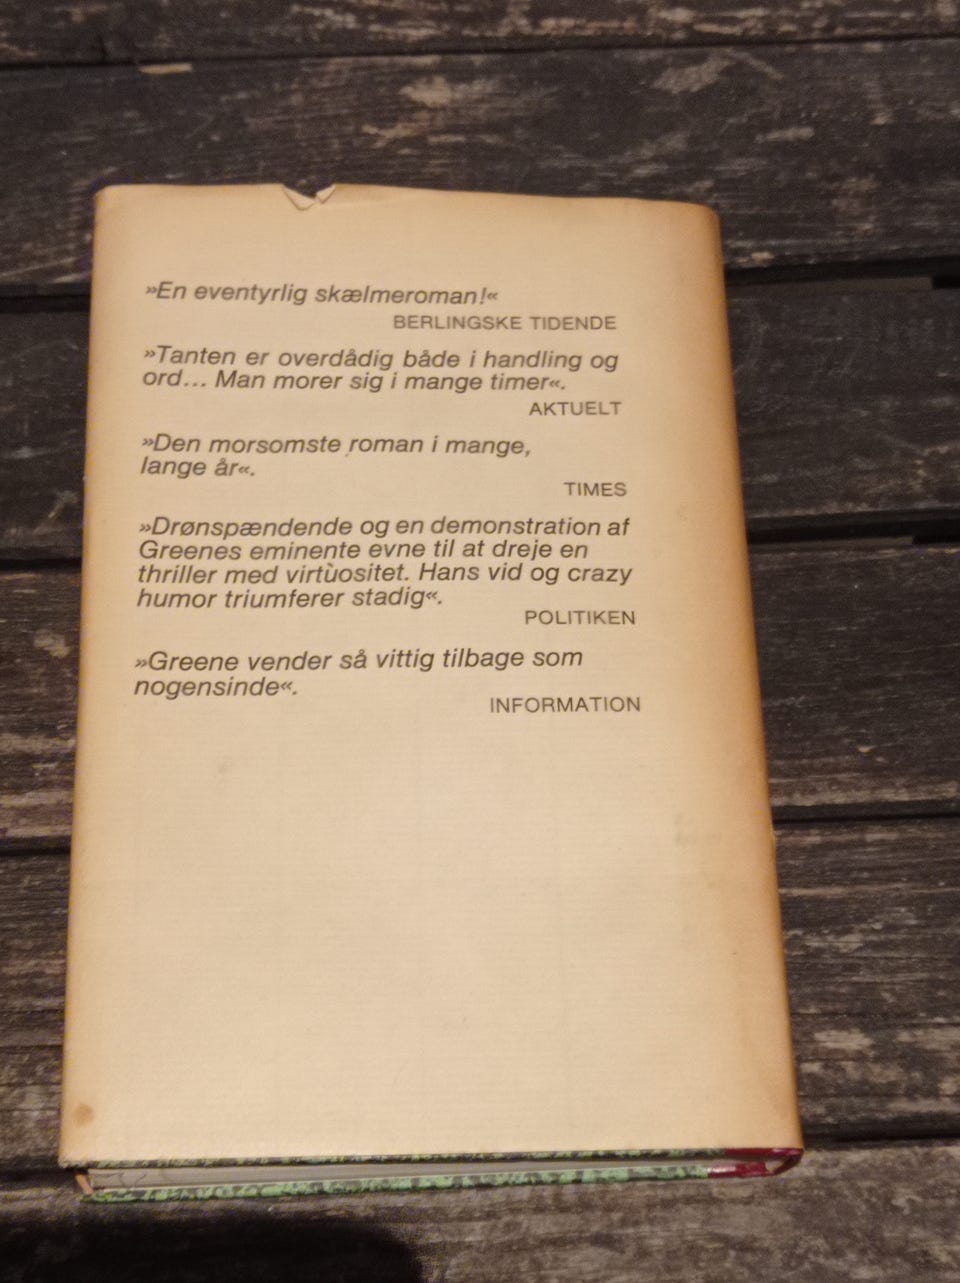 »En eventyrlig skælmeroman!«
BERLINGSKE TIDENDE
»Tanten er overdådig både i handling og
ord... Man morer sig i mange timer«.
AKTUELT
»Den morsomste roman i mange,
lange år«.
TIMES
»Drønspændende og en demonstration af
Greenes eminente evne til at dreje en
thriller med virtuositet. Hans vid og crazy
humor triumferer stadig«.
POLITIKEN
»Greene vender så vittig tilbage som
nogensinde«.
INFORMATION